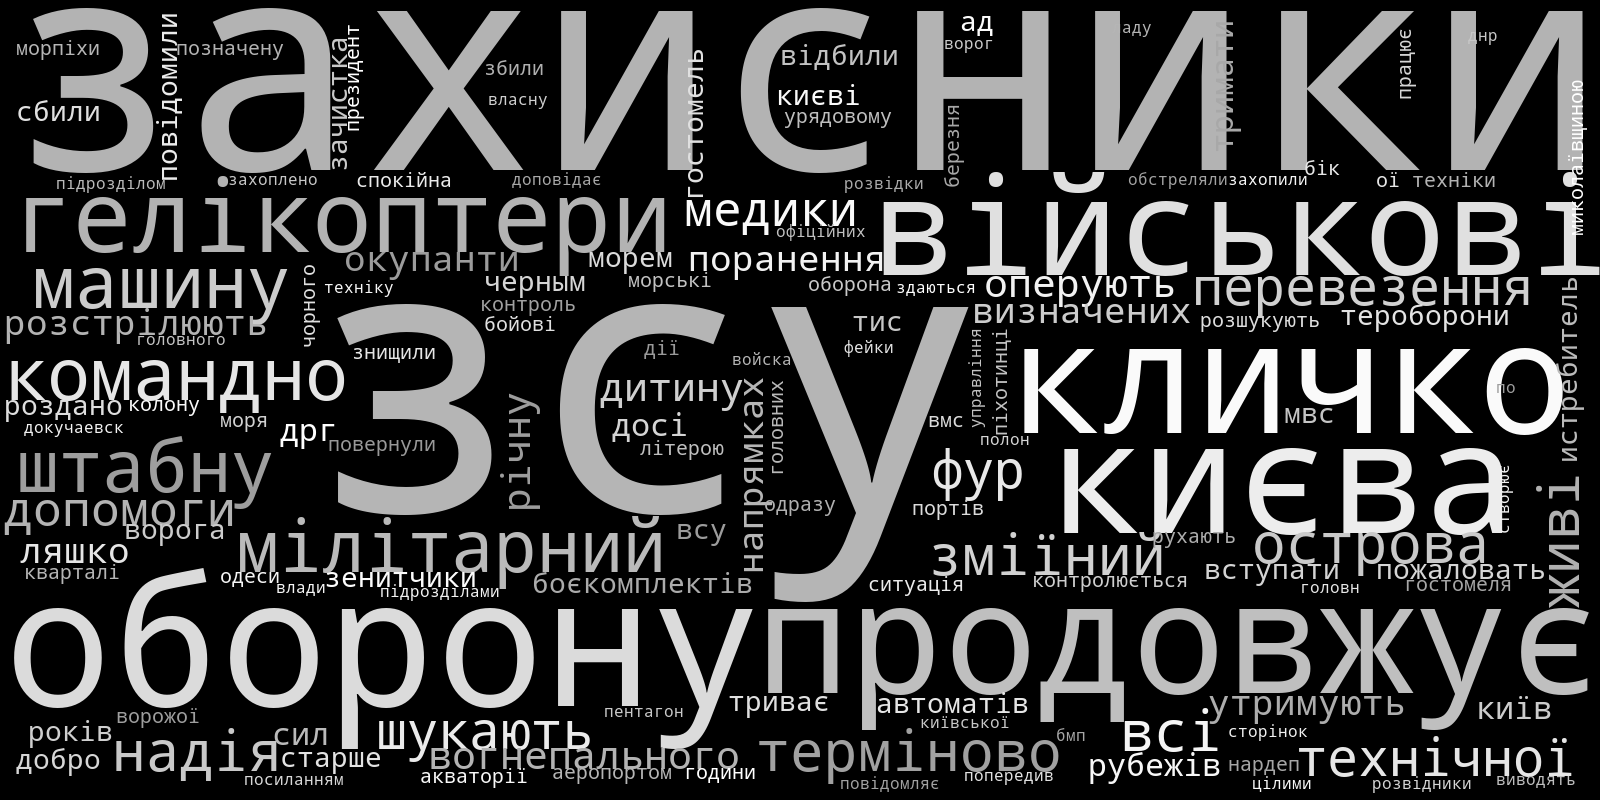 захисники
морпіхи
сбили
повідомили
позначену
зачистка
президент
збили
власну
гостомель
відбили
києві
урядовому
ад
ворог
березня
аду
тримати
працює
днр
миколаївщиною
підрозділом
захоплено
спокійна
доповідає
розвідки
обстреляли
захопили
бік
ої
техніки
гелікоптери
медики
офіційних
військові
окупанти
морем
поранення
машину
чорного
техніку
черным
морські
оборона
здаються
оперують
перевезення
контроль
бойові
визначених
розшукують
тероборони
розстрілюють
головного
зсу
тис
фейки
знищили
дії
войска
управління
піхотинці
кличко
по
истребитель
командно
роздано
колону
докучаевск
моря
дрг
повернули
річну
дитину
досі
літерою
напрямках
головних
вмс
полон
мвс
штабну
києва
фур
створює
допомоги
ворога
одразу
портів
живі
ляшко
кварталі
мілітарний
всу
зміїний
рухають
острова
одеси
влади
зенитчики
підрозділами
боєкомплектів
ситуація
контролюється
вступати
пожаловать
головн
гостомеля
оборону
продовжує
ворожої
років
добро
надія
сил
старше
посиланням
шукають
пентагон
триває
вогнепального
акваторії
аеропортом
години
автоматів
київської
терміново
бмп
повідомляє
попередив
утримують
київ
всі
сторінок
рубежів
нардеп
технічної
цілими
розвідники
виводять